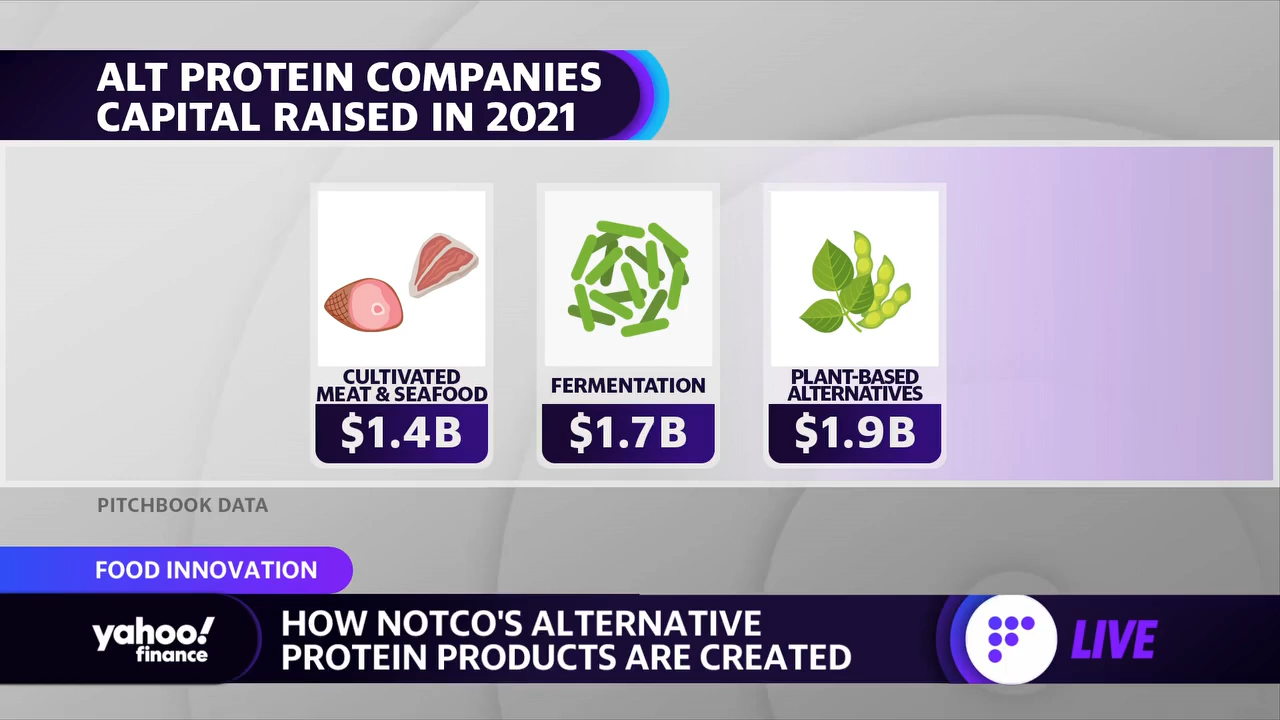 ALT PROTEIN COMPANIES
CAPITAL RAISED IN 2021
CULTIVATED
MEAT & SEAFOOD
$1.4B
FERMENTATION
$1.7B
PLANT-BASED
ALTERNATIVES
$1.9B
PITCHBOOK DATA
FOOD INNOVATION
yahoo!
finance
HOW NOTCO'S ALTERNATIVE
PROTEIN PRODUCTS ARE CREATED
LIVE